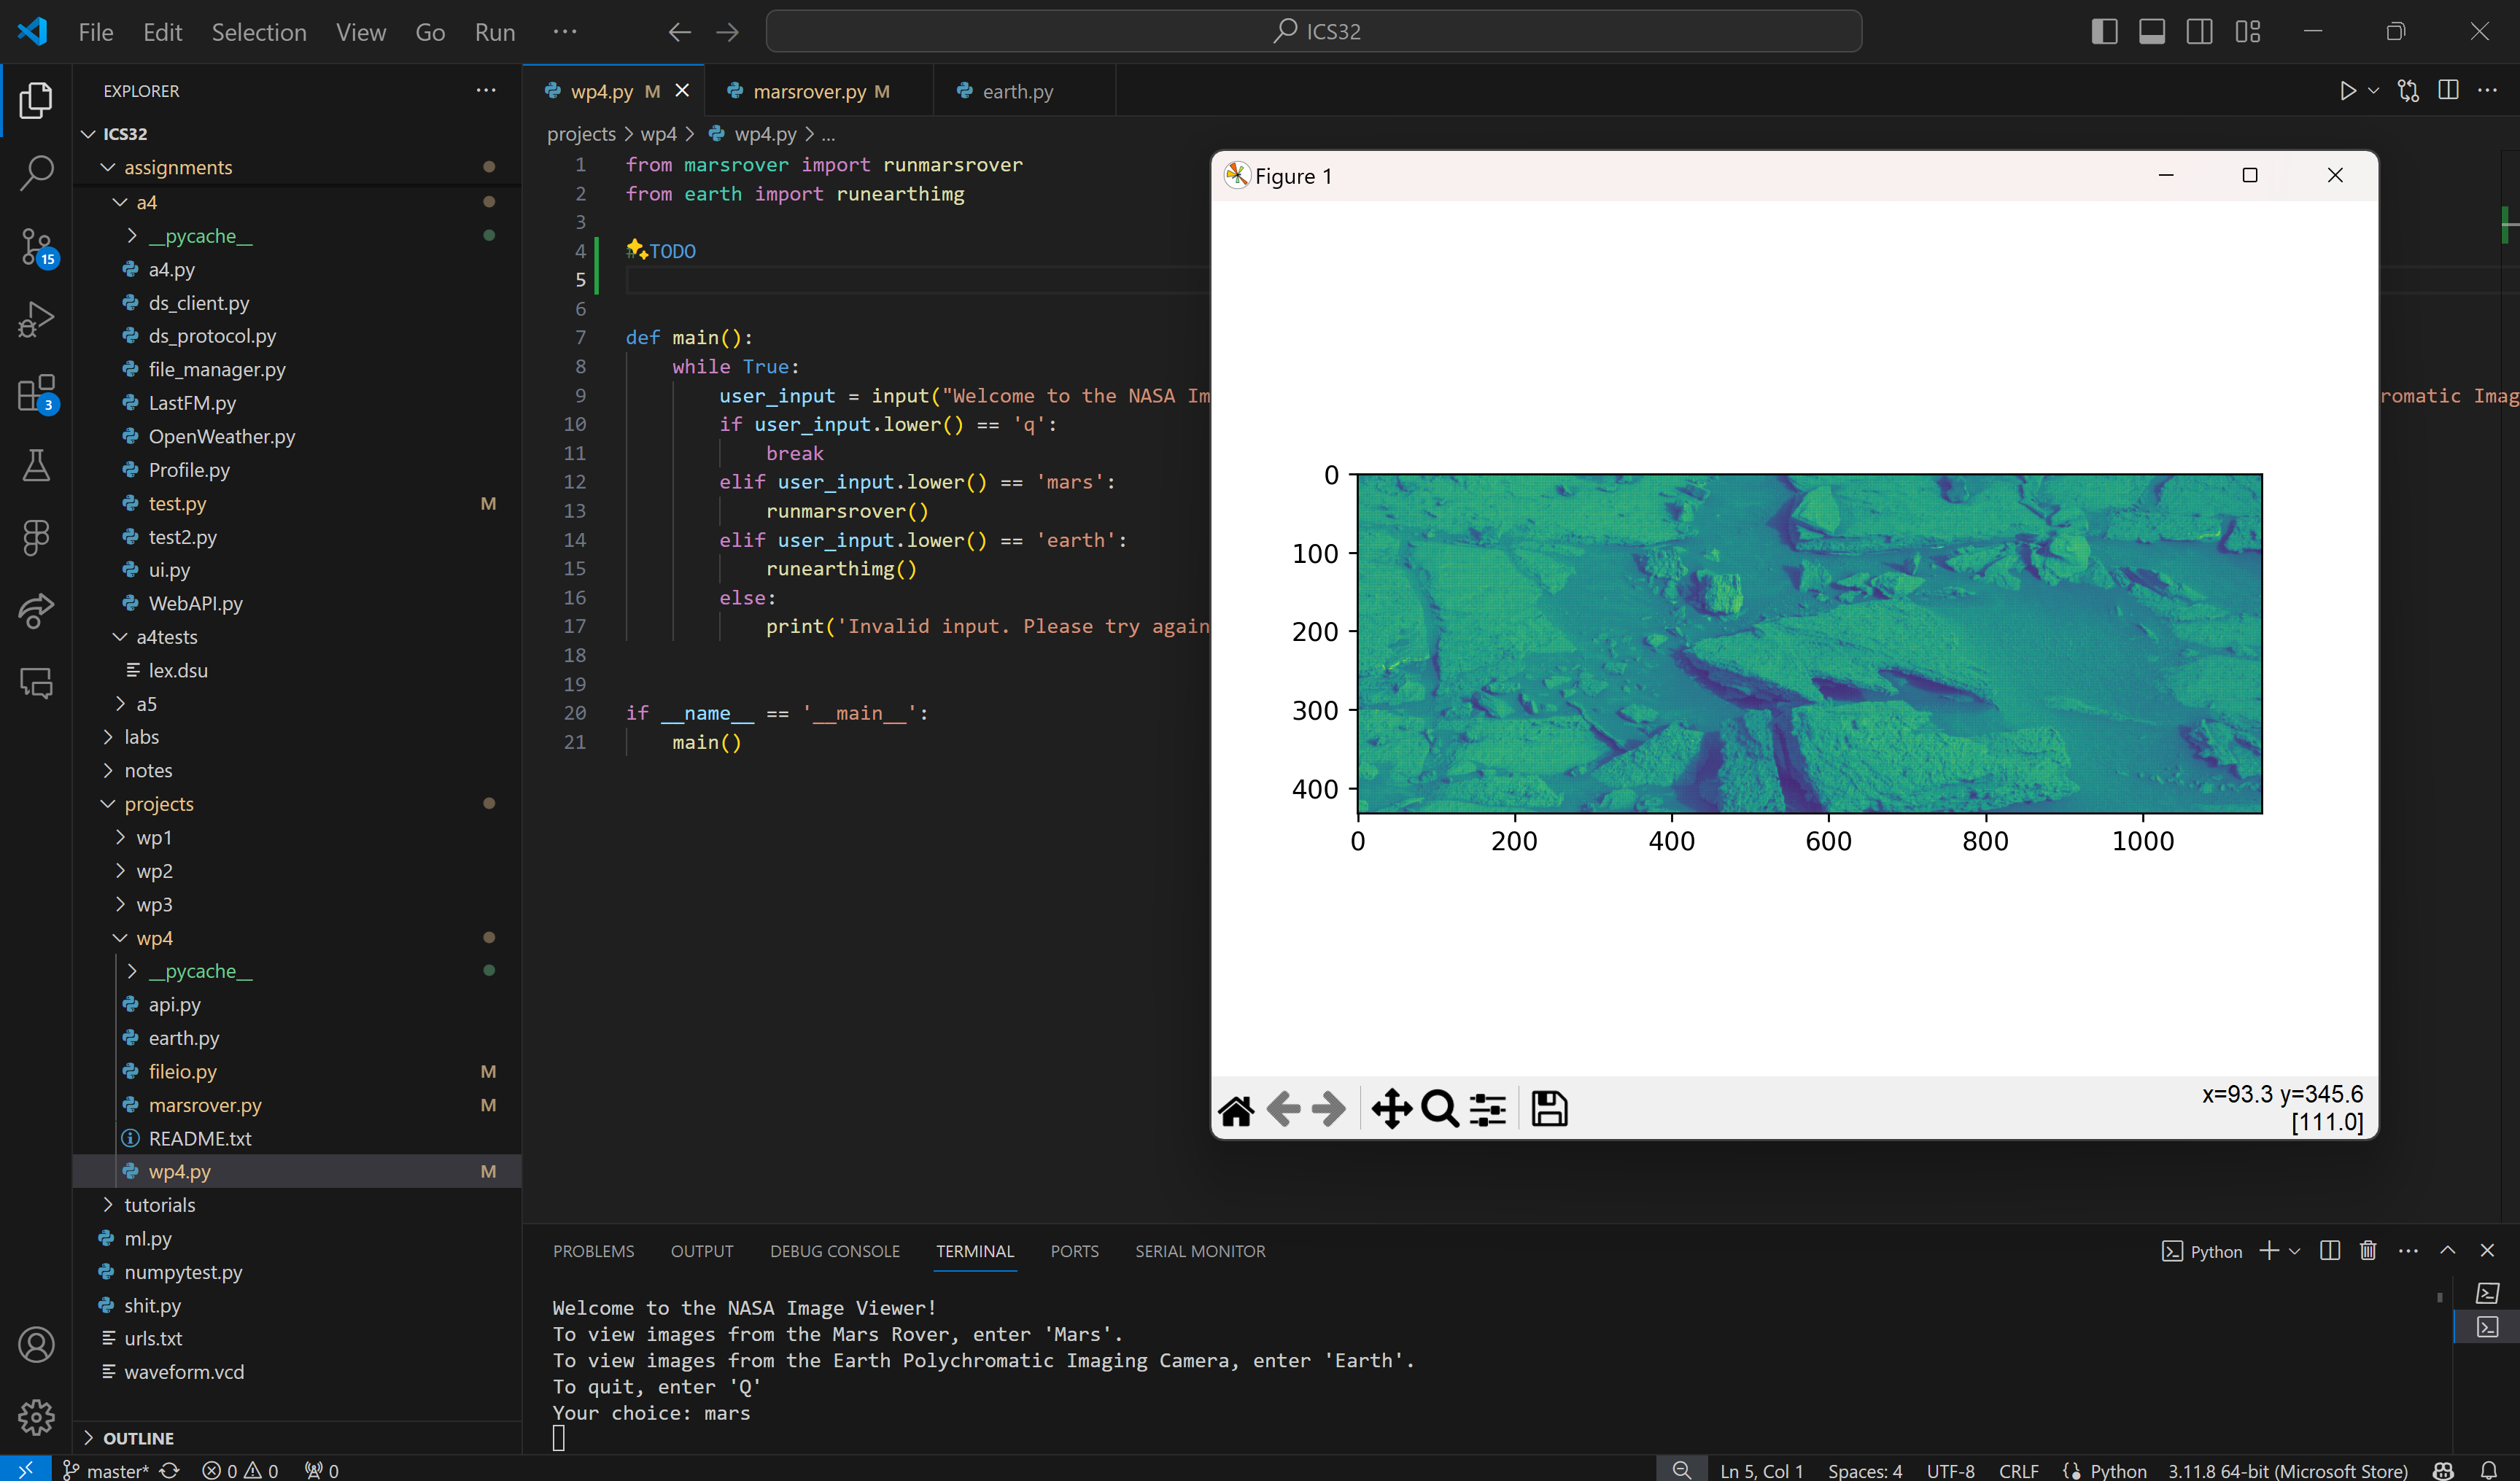 File Edit Selection View Go Run ··· ICS32
EXPLORER ···
ICS32
assignments
a4
__pycache__
a4.py
ds_client.py
ds_protocol.py
file_manager.py
LastFM.py
OpenWeather.py
Profile.py
test.py M
test2.py
ui.py
WebAPI.py
a4tests
lex.dsu
a5
labs
notes
projects
wp1
wp2
wp3
wp4
__pycache__
api.py
earth.py
fileio.py M
marsrover.py M
README.txt
wp4.py M
tutorials
ml.py
numpytest.py
shit.py
urls.txt
waveform.vcd
OUTLINE
15
3
wp4.py M marsrover.py M earth.py
projects > wp4 > wp4.py > ...
1 from marsrover import runmarsrover
2 from earth import runearthimg
3
4 TODO
5
6
7 def main():
8 while True:
9 user_input = input("Welcome to the NASA Im romatic Imag
10 if user_input.lower() == 'q':
11 break
12 elif user_input.lower() == 'mars':
13 runmarsrover()
14 elif user_input.lower() == 'earth':
15 runearthimg()
16 else:
17 print('Invalid input. Please try again
18
19
20 if __name__ == '__main__':
21 main()
Figure 1
0
100
200
300
400
0 200 400 600 800 1000
x=93.3 y=345.6
[111.0]
PROBLEMS OUTPUT DEBUG CONSOLE TERMINAL PORTS SERIAL MONITOR
Python
Welcome to the NASA Image Viewer!
To view images from the Mars Rover, enter 'Mars'.
To view images from the Earth Polychromatic Imaging Camera, enter 'Earth'.
To quit, enter 'Q'
Your choice: mars
master* 0 0 0 Ln 5, Col 1 Spaces: 4 UTF-8 CRLF Python 3.11.8 64-bit (Microsoft Store)